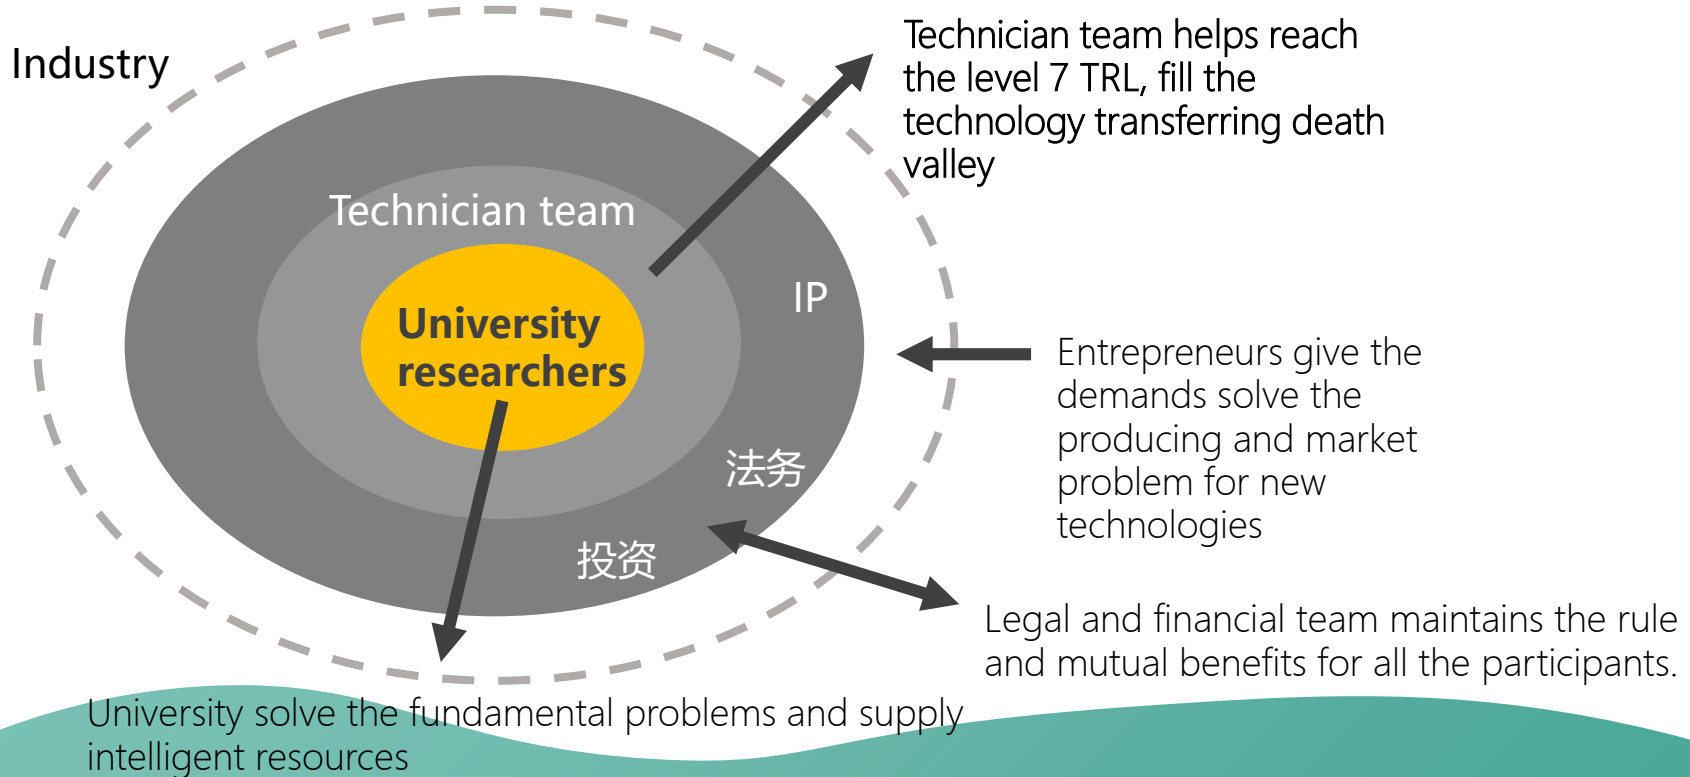 Industry
Technician team helps reach
the level 7 TRL, fill the
technology transferring death
valley
Technician team
IP
University
researchers
Entrepreneurs give the
demands solve the
producing and market
problem for new
technologies
法务
投资
Legal and financial team maintains the rule
and mutual benefits for all the participants.
University solve the fundamental problems and supply
intelligent resources